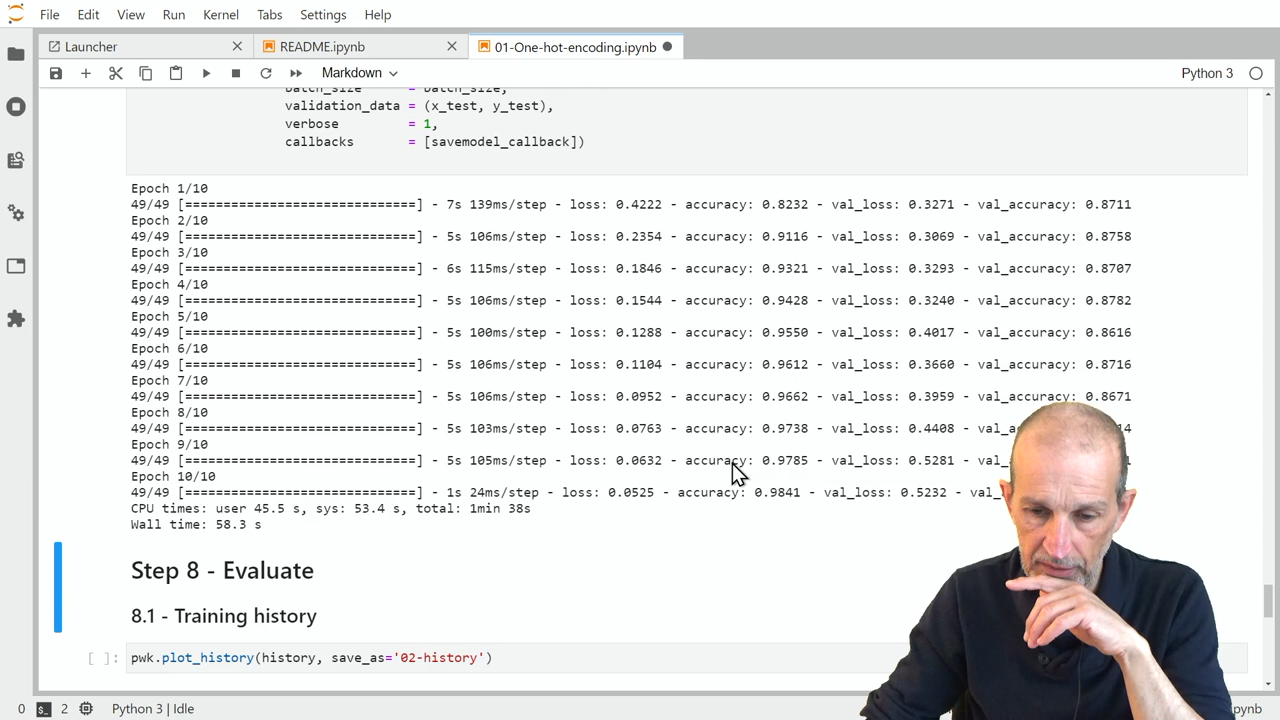 File Edit View Run Kernel Tabs Settings Help
Launcher README.ipynb 01-One-hot-encoding.ipynb
Markdown Python 3
batch_size = batch_size,
validation_data = (x_test, y_test),
verbose = 1,
callbacks = [savemodel_callback])
Epoch 1/10
49/49 [==============================] - 7s 139ms/step - loss: 0.4222 - accuracy: 0.8232 - val_loss: 0.3271 - val_accuracy: 0.8711
Epoch 2/10
49/49 [==============================] - 5s 106ms/step - loss: 0.2354 - accuracy: 0.9116 - val_loss: 0.3069 - val_accuracy: 0.8758
Epoch 3/10
49/49 [==============================] - 6s 115ms/step - loss: 0.1846 - accuracy: 0.9321 - val_loss: 0.3293 - val_accuracy: 0.8707
Epoch 4/10
49/49 [==============================] - 5s 106ms/step - loss: 0.1544 - accuracy: 0.9428 - val_loss: 0.3240 - val_accuracy: 0.8782
Epoch 5/10
49/49 [==============================] - 5s 100ms/step - loss: 0.1288 - accuracy: 0.9550 - val_loss: 0.4017 - val_accuracy: 0.8616
Epoch 6/10
49/49 [==============================] - 5s 106ms/step - loss: 0.1104 - accuracy: 0.9612 - val_loss: 0.3660 - val_accuracy: 0.8716
Epoch 7/10
49/49 [==============================] - 5s 106ms/step - loss: 0.0952 - accuracy: 0.9662 - val_loss: 0.3959 - val_accuracy: 0.8671
Epoch 8/10
49/49 [==============================] - 5s 103ms/step - loss: 0.0763 - accuracy: 0.9738 - val_loss: 0.4408 -
Epoch 9/10
49/49 [==============================] - 5s 105ms/step - loss: 0.0632 - accuracy: 0.9785 - val_loss: 0.5281 -
Epoch 10/10
49/49 [==============================] - 1s 24ms/step - loss: 0.0525 - accuracy: 0.9841 - val_loss: 0.5232 -
CPU times: user 45.5 s, sys: 53.4 s, total: 1min 38s
Wall time: 58.3 s
Step 8 - Evaluate
8.1 - Training history
[ ]: pwk.plot_history(history, save_as='02-history')
0 2 Python 3 | Idle